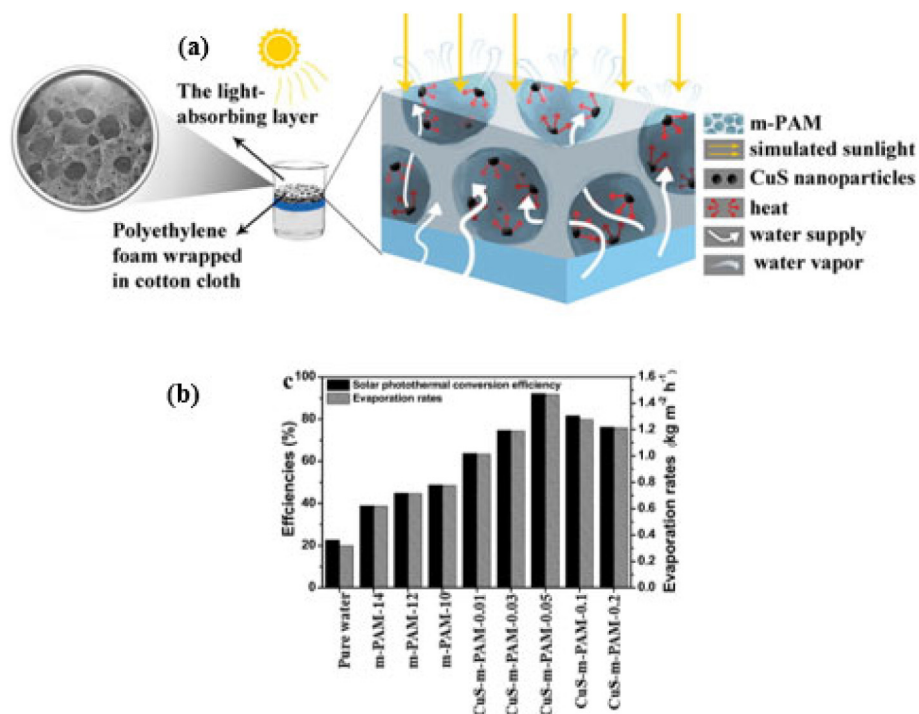 (a)
The light-
absorbing layer
Polyethylene
foam wrapped
in cotton cloth
m-PAM
simulated sunlight
CuS nanoparticles
heat
water supply
water vapor
(b)
c
Solar photothermal conversion efficiency
Evaporation rates
Effciencies (%)
100
80
60
40
20
0
Evaporation rates (kg m⁻² h⁻¹)
1.6
1.4
1.2
1.0
0.8
0.6
0.4
0.2
0.0
Pure water
m-PAM-14
m-PAM-12
m-PAM-10
CuS-m-PAM-0.01
CuS-m-PAM-0.03
CuS-m-PAM-0.05
CuS-m-PAM-0.1
CuS-m-PAM-0.2